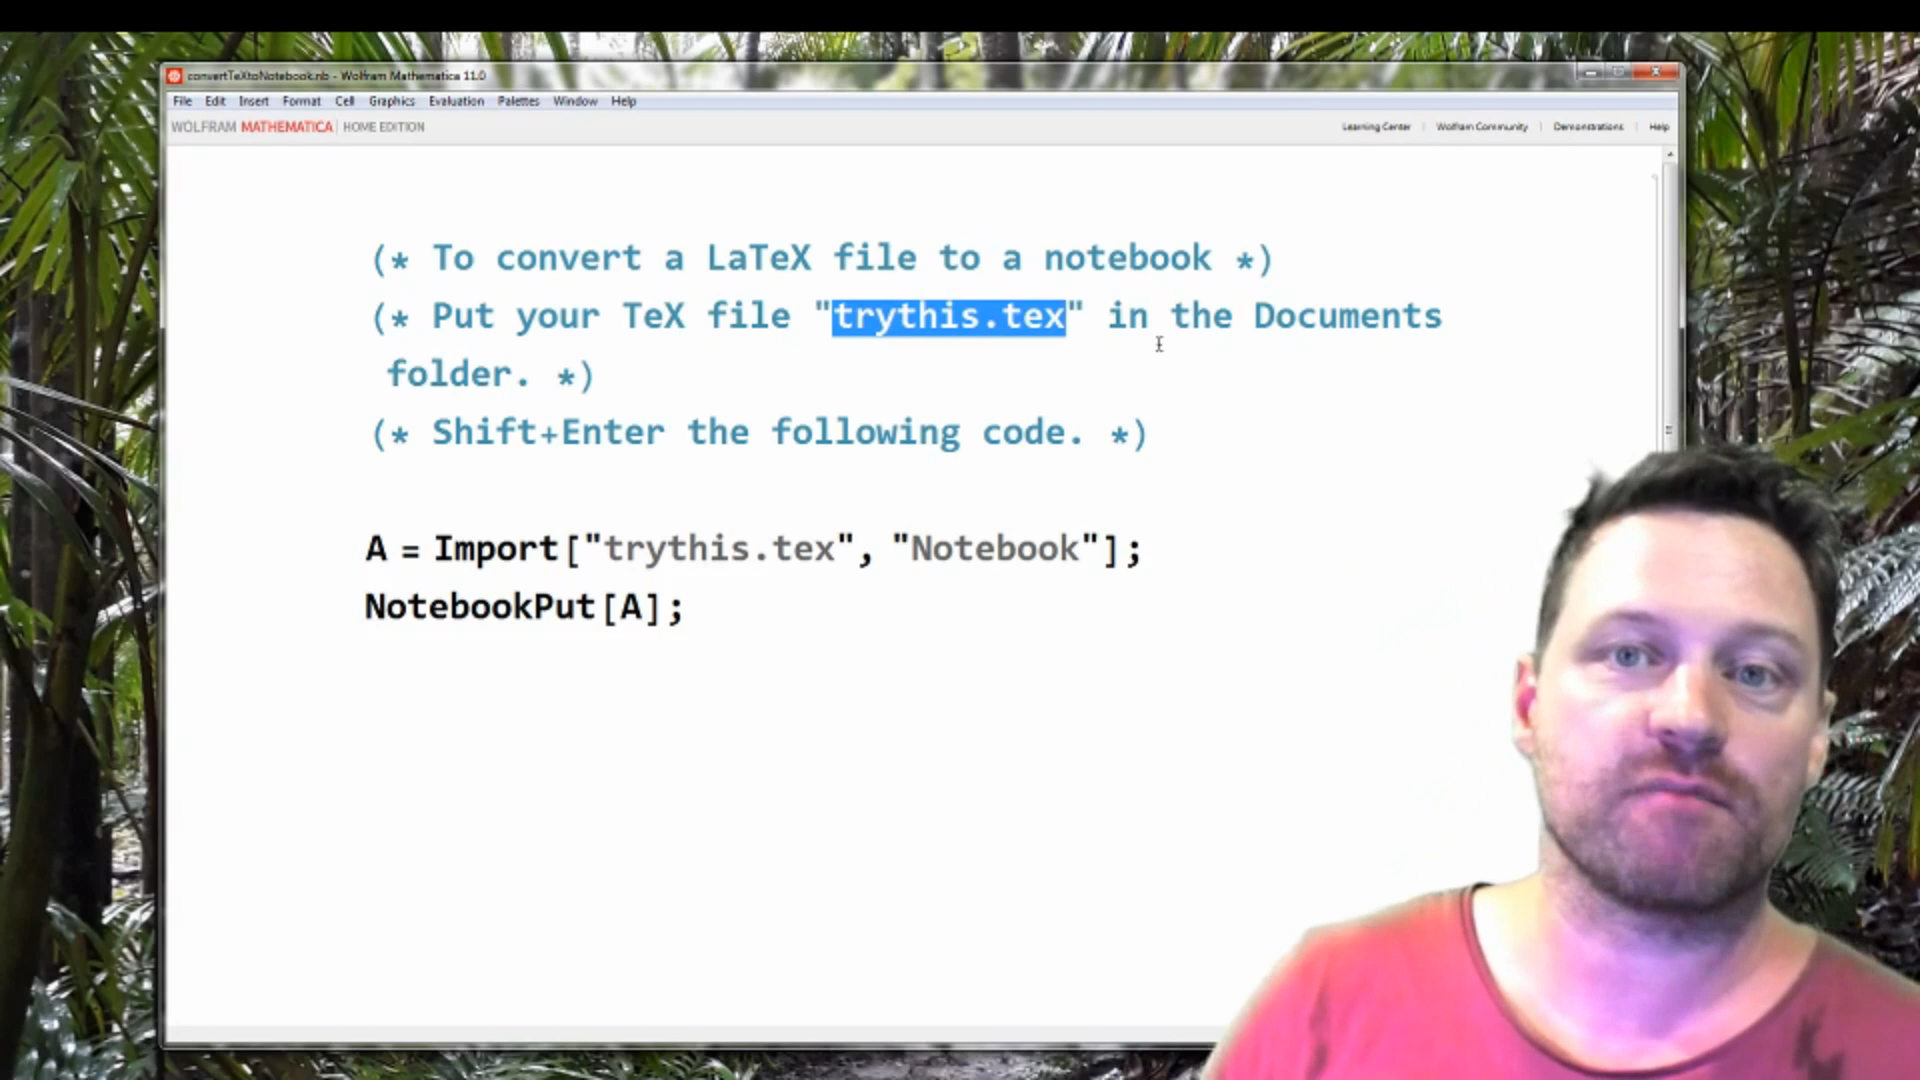 convertTeXtoNotebook.nb - Wolfram Mathematica 11.0
File Edit Insert Format Cell Graphics Evaluation Palettes Window Help
WOLFRAM MATHEMATICA | HOME EDITION Learning Center | Wolfram Community | Demonstrations | Help
(* To convert a LaTeX file to a notebook *)
(* Put your TeX file "trythis.tex" in the Documents
folder. *)
(* Shift+Enter the following code. *)
A = Import["trythis.tex", "Notebook"];
NotebookPut[A];